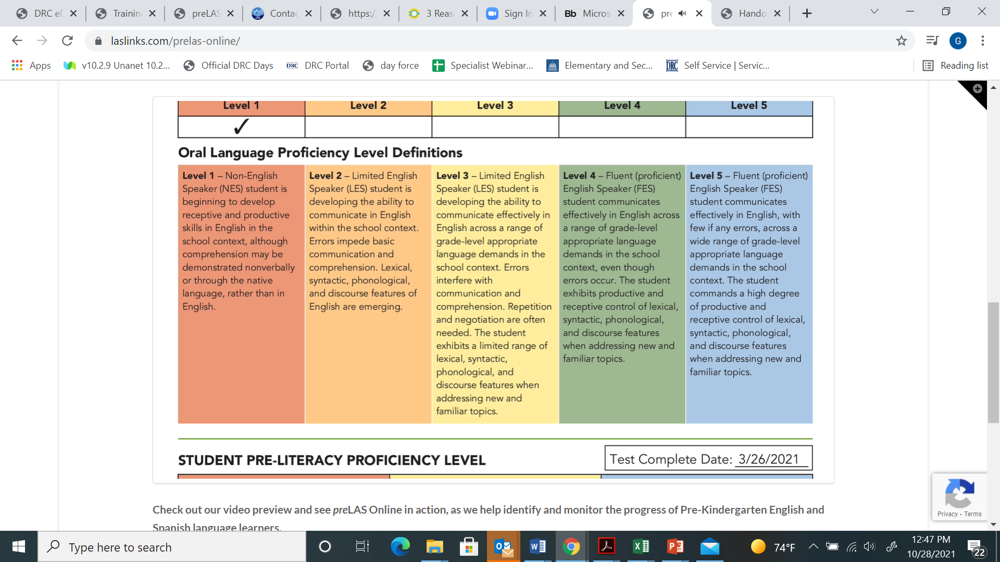 DRC eD
Training
preLAS
Contac
https:/
3 Reas
Sign In
Bb Micros
pre
Hando
laslinks.com/prelas-online/
G
Apps
v10.2.9 Unanet 10.2...
Official DRC Days
DRC DRC Portal
day force
Specialist Webinar...
Elementary and Sec...
DRC Self Service | Servic...
Reading list
Level 1 Level 2 Level 3 Level 4 Level 5
✓
Oral Language Proficiency Level Definitions
Level 1 – Non-English
Speaker (NES) student is
beginning to develop
receptive and productive
skills in English in the
school context, although
comprehension may be
demonstrated nonverbally
or through the native
language, rather than in
English.
Level 2 – Limited English
Speaker (LES) student is
developing the ability to
communicate in English
within the school context.
Errors impede basic
communication and
comprehension. Lexical,
syntactic, phonological,
and discourse features of
English are emerging.
Level 3 – Limited English
Speaker (LES) student is
developing the ability to
communicate effectively in
English across a range of
grade-level appropriate
language demands in the
school context. Errors
interfere with
communication and
comprehension. Repetition
and negotiation are often
needed. The student
exhibits a limited range of
lexical, syntactic,
phonological, and
discourse features when
addressing new and
familiar topics.
Level 4 – Fluent (proficient)
English Speaker (FES)
student communicates
effectively in English across
a range of grade-level
appropriate language
demands in the school
context, even though
errors occur. The student
exhibits productive and
receptive control of lexical,
syntactic, phonological,
and discourse features
when addressing new and
familiar topics.
Level 5 – Fluent (proficient)
English Speaker (FES)
student communicates
effectively in English, with
few if any errors, across a
wide range of grade-level
appropriate language
demands in the school
context. The student
commands a high degree
of productive and
receptive control of lexical,
syntactic, phonological,
and discourse features
when addressing new and
familiar topics.
STUDENT PRE-LITERACY PROFICIENCY LEVEL
Test Complete Date: 3/26/2021
Check out our video preview and see preLAS Online in action, as we help identify and monitor the progress of Pre-Kindergarten English and
Spanish language learners.
Privacy - Terms
Type here to search
74°F
12:47 PM
10/28/2021
22